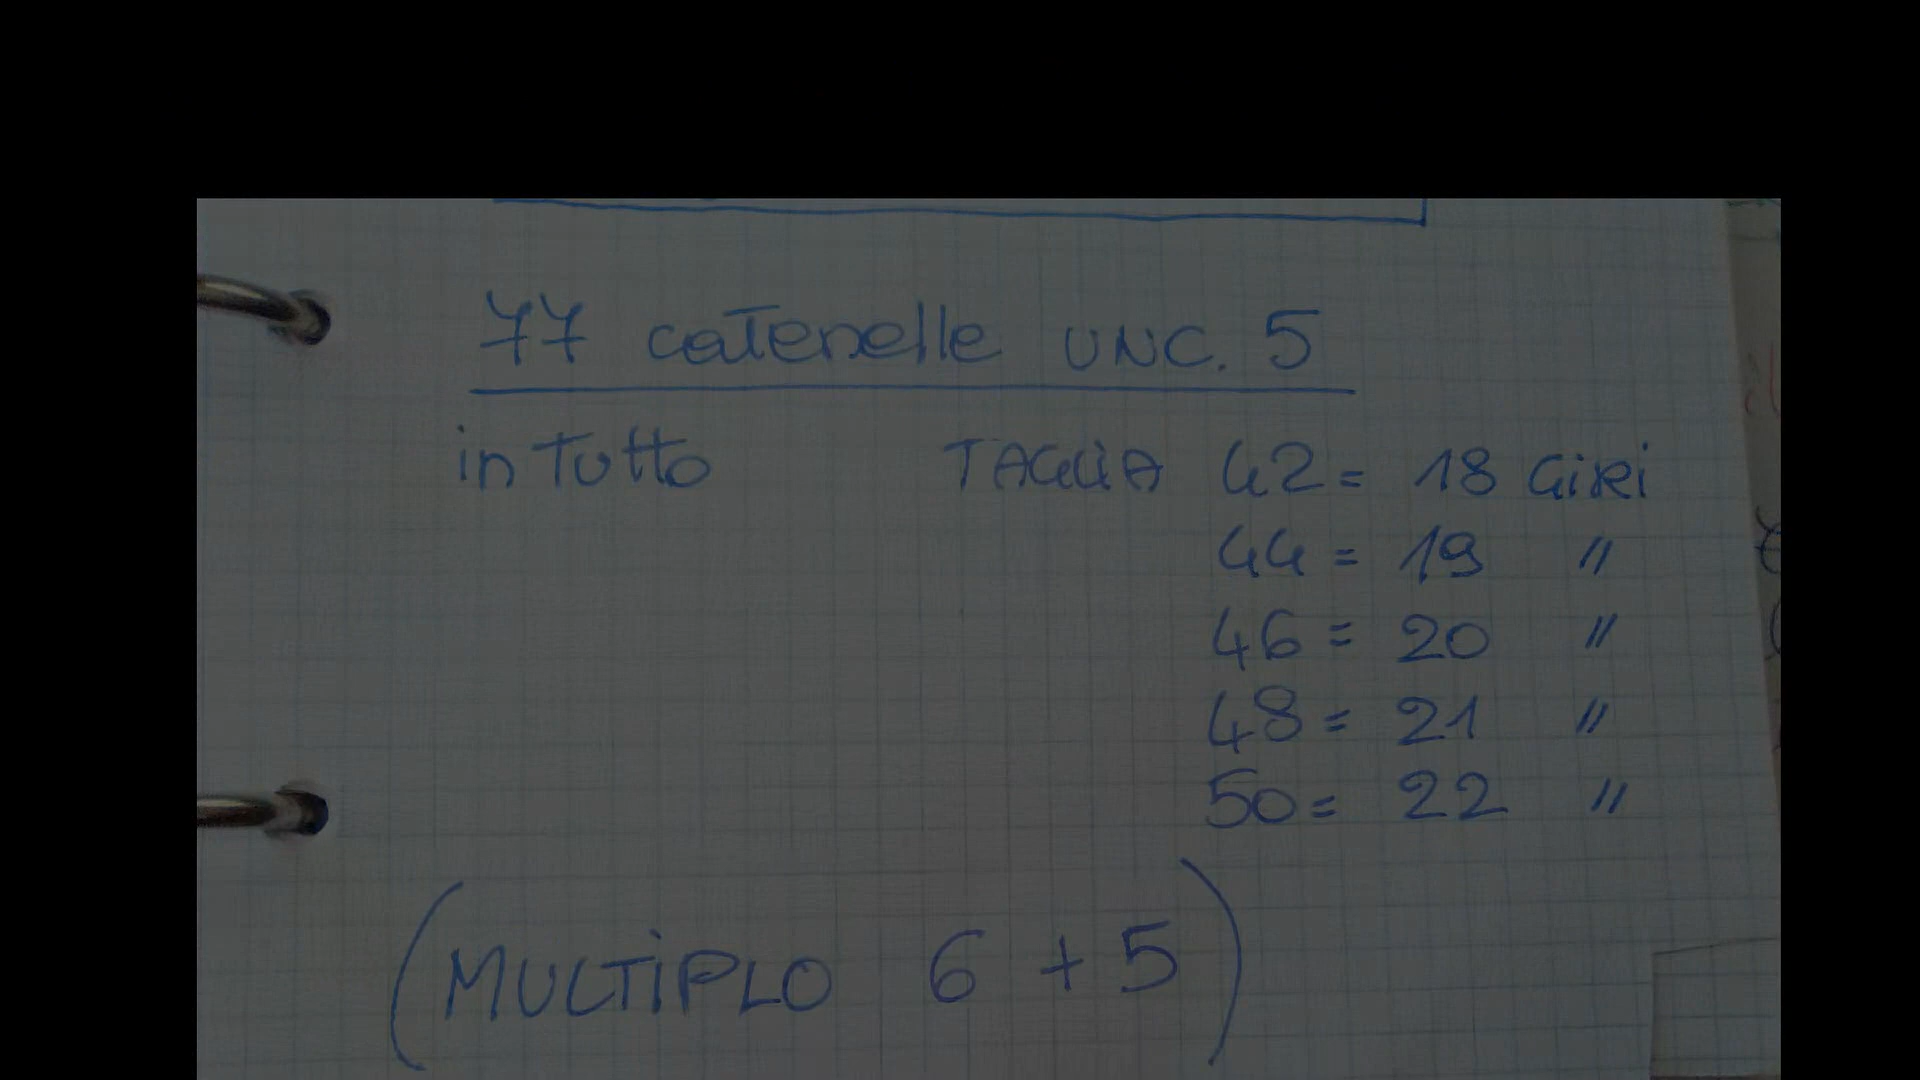 77 catenelle UNC. 5
in Tutto TAGLIA 42 = 18 GIRI
44 = 19 "
46 = 20 "
48 = 21 "
50 = 22 "
(MULTIPLO 6 + 5)